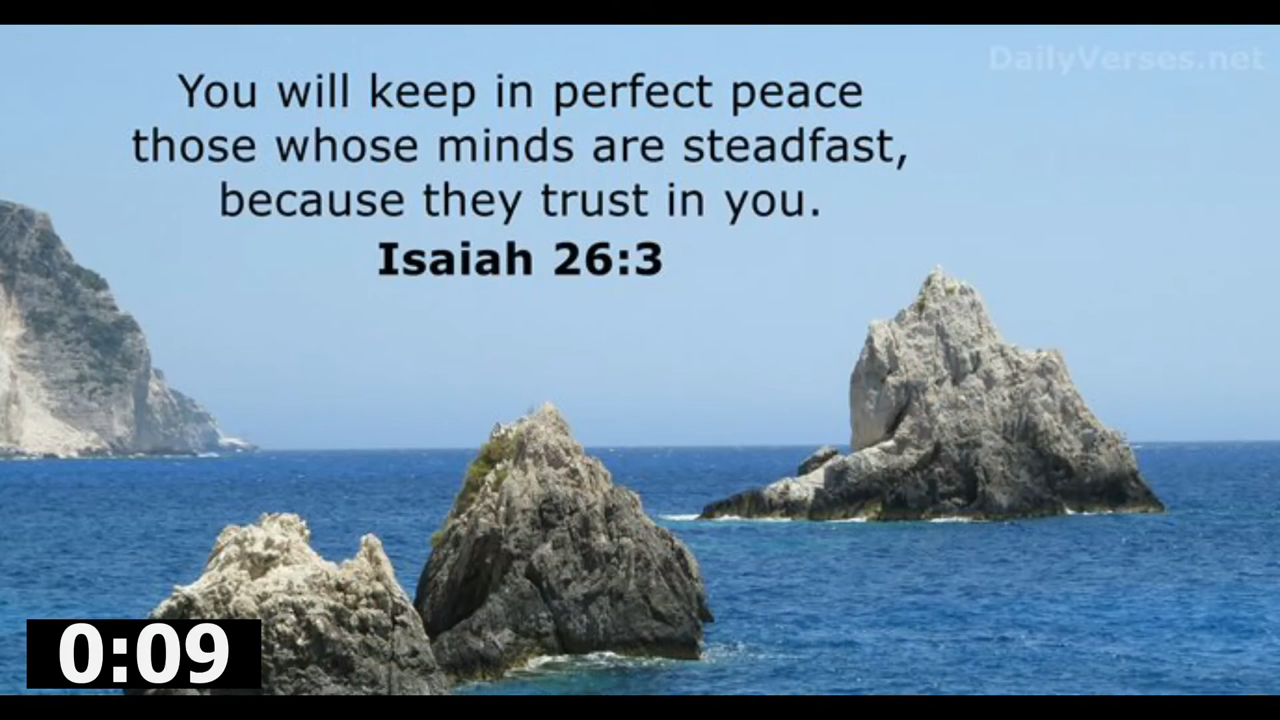 DailyVerses.net
You will keep in perfect peace
those whose minds are steadfast,
because they trust in you.
Isaiah 26:3
0:09